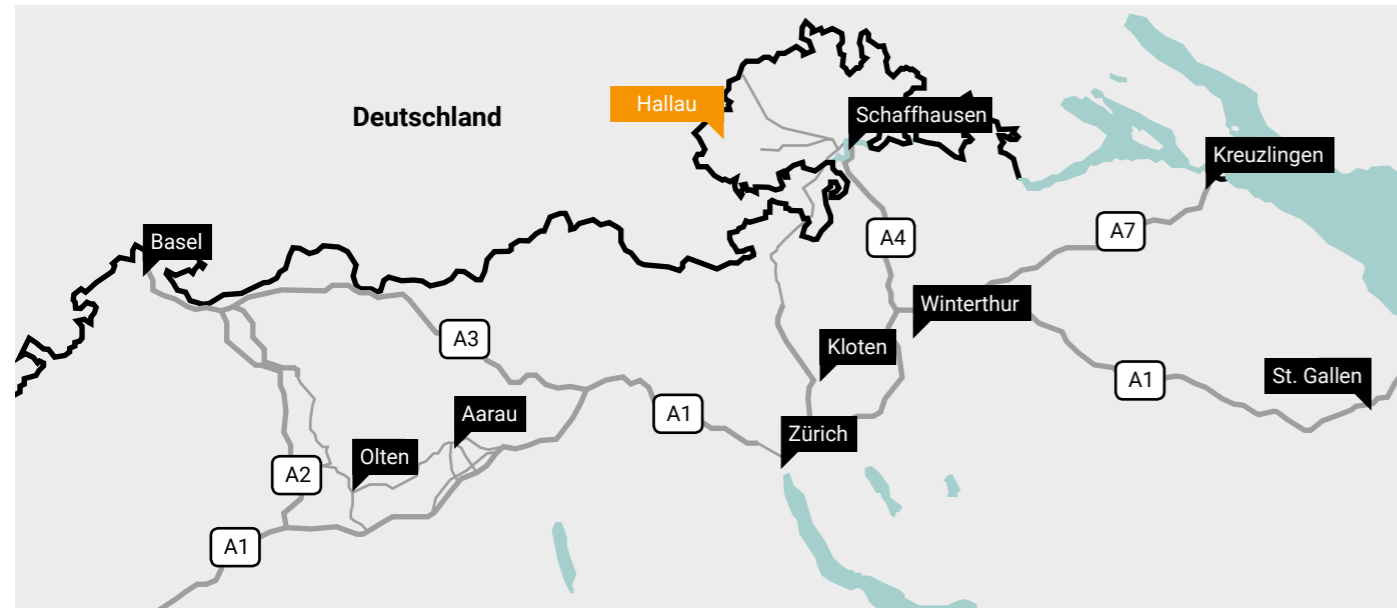 Hallau
Deutschland
Schaffhausen
Kreuzlingen
A7
A4
Basel
Winterthur
A3
Kloten
St. Gallen
A1
A1
Aarau
Zürich
Olten
A2
A1